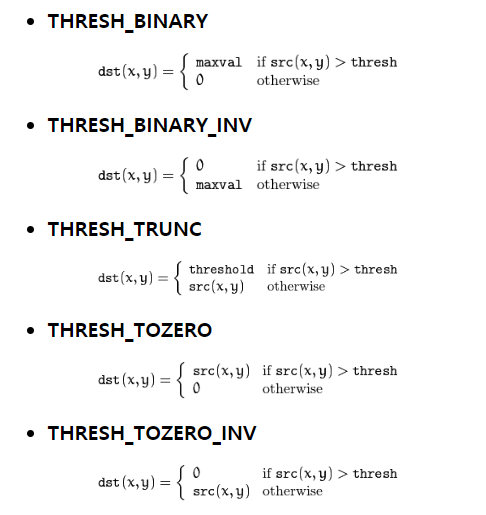 • THRESH_BINARY
dst(x,y) = { maxval if src(x,y) > thresh
0 otherwise
• THRESH_BINARY_INV
dst(x,y) = { 0 if src(x,y) > thresh
maxval otherwise
• THRESH_TRUNC
dst(x,y) = { threshold if src(x,y) > thresh
src(x,y) otherwise
• THRESH_TOZERO
dst(x,y) = { src(x,y) if src(x,y) > thresh
0 otherwise
• THRESH_TOZERO_INV
dst(x,y) = { 0 if src(x,y) > thresh
src(x,y) otherwise